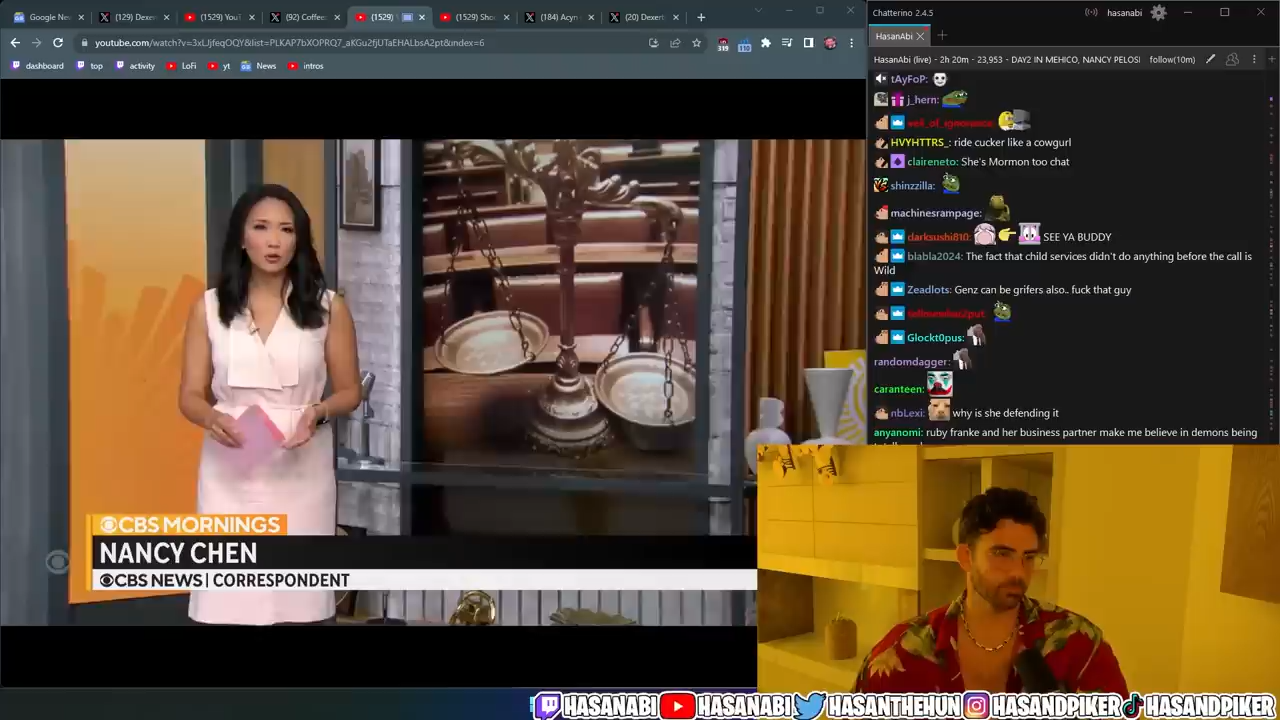 Google Ne
(129) Dexer
(1529) YouT
(92) Coffee
(1529)
(1529) Sho
(184) Acyn
(20) Dexert
youtube.com/watch?v=3xLJjfeqOQY&list=PLKAP7bXOPRQ7_aKGu2fjUTaEHALbsA2pt&index=6
dashboard
top
activity
LoFi
yt
News
intros
Chatterino 2.4.5
hasanabi
HasanAbi
HasanAbi (live) - 2h 20m - 23,953 - DAY2 IN MEHICO, NANCY PELOSI
follow(10m)
tAyFoP:
j_hern:
veil_of_ignorance:
HVYHTTRS_: ride cucker like a cowgurl
claireneto: She's Mormon too chat
shinzzilla:
machinesrampage:
darksushi810: SEE YA BUDDY
blabla2024: The fact that child services didn't do anything before the call is
Wild
Zeadlots: Genz can be grifers also.. fuck that guy
Glockt0pus:
randomdagger:
caranteen:
nbLexi: why is she defending it
anyanomi: ruby franke and her business partner make me believe in demons being
CBS MORNINGS
NANCY CHEN
CBS NEWS | CORRESPONDENT
HASANABI
HASANABI
HASANTHEHUN
HASANDPIKER
HASANDPIKER